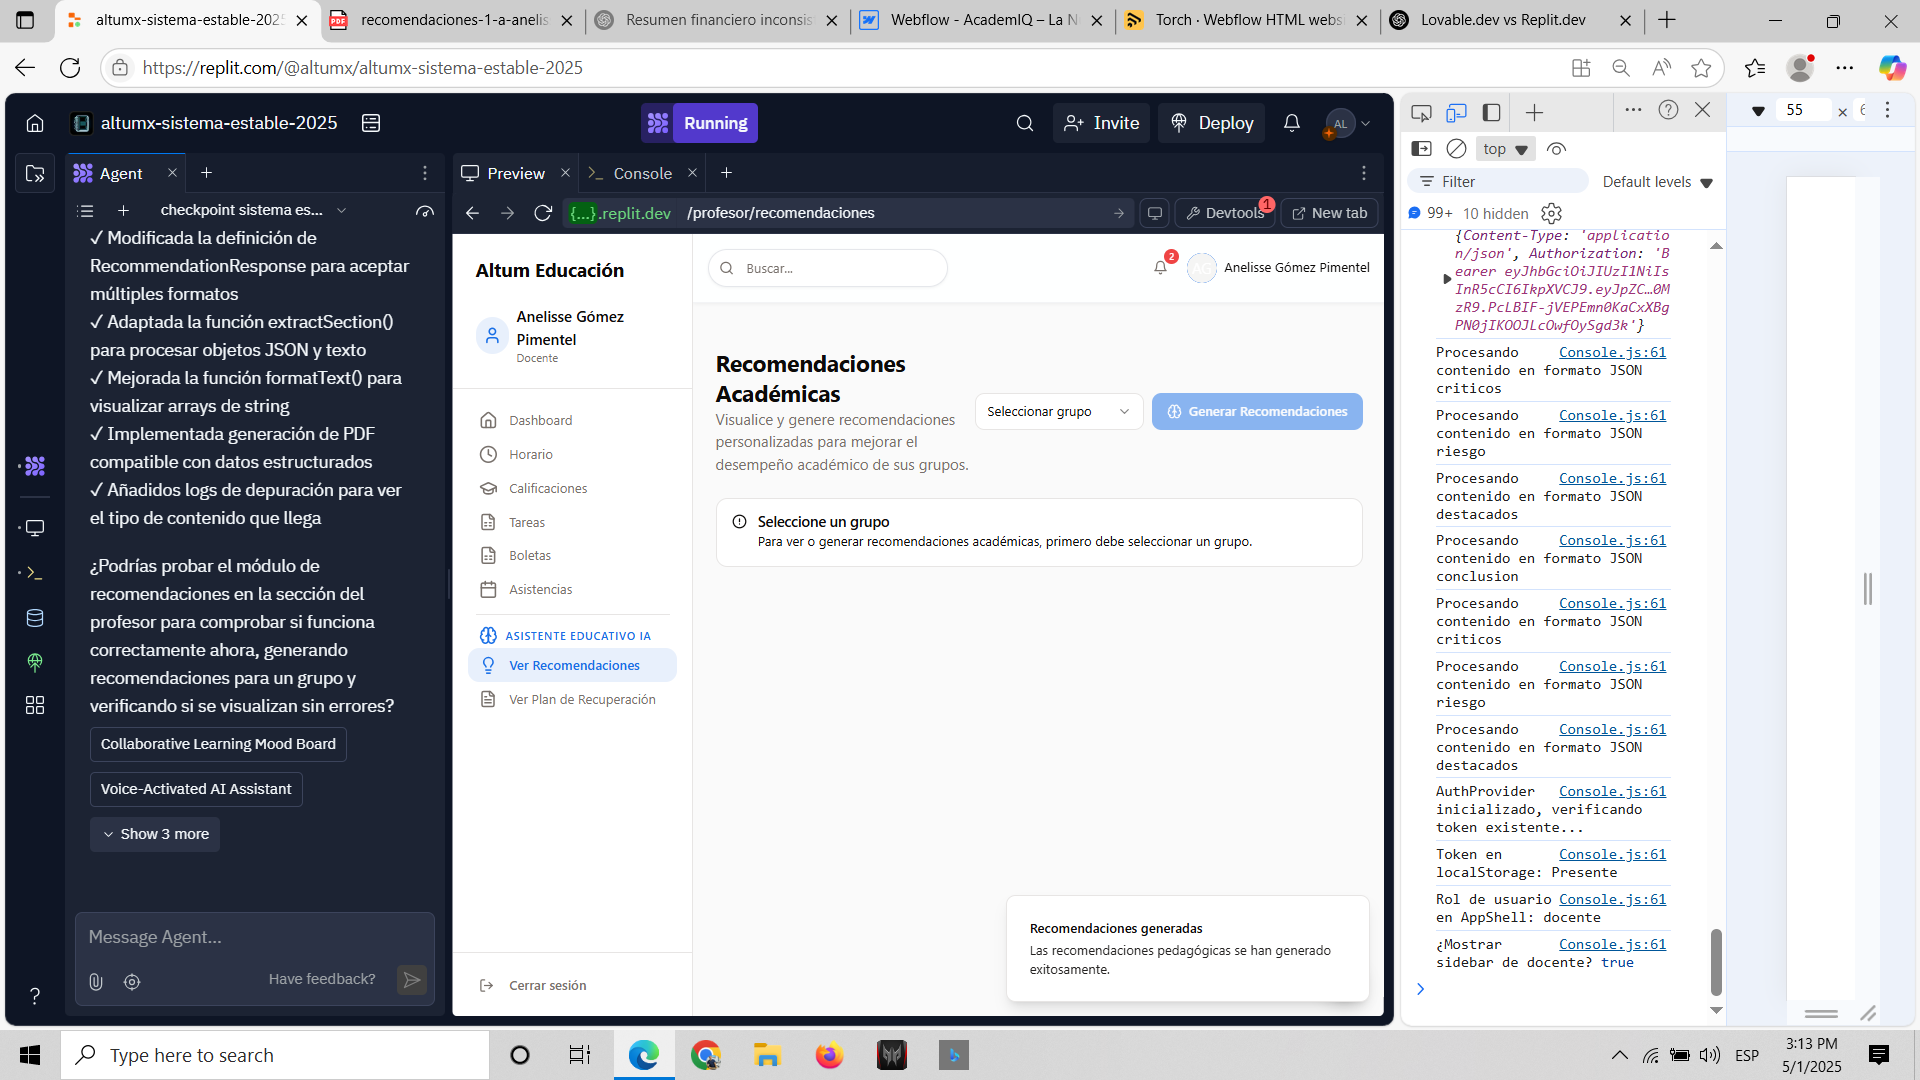 altumx-sistema-estable-2025
recomendaciones-1-a-anelis
Resumen financiero inconsis
Webflow - AcademIQ – La N
Torch · Webflow HTML webs
Lovable.dev vs Replit.dev
https://replit.com/@altumx/altumx-sistema-estable-2025
altumx-sistema-estable-2025
Running
Invite
Deploy
AL
Agent
checkpoint sistema es...
✓ Modificada la definición de
RecommendationResponse para aceptar
múltiples formatos
✓ Adaptada la función extractSection()
para procesar objetos JSON y texto
✓ Mejorada la función formatText() para
visualizar arrays de string
✓ Implementada generación de PDF
compatible con datos estructurados
✓ Añadidos logs de depuración para ver
el tipo de contenido que llega
¿Podrías probar el módulo de
recomendaciones en la sección del
profesor para comprobar si funciona
correctamente ahora, generando
recomendaciones para un grupo y
verificando si se visualizan sin errores?
Collaborative Learning Mood Board
Voice-Activated AI Assistant
Show 3 more
Message Agent...
Have feedback?
Preview
Console
{...}.replit.dev /profesor/recomendaciones
Devtools
1
New tab
Altum Educación
Anelisse Gómez
Pimentel
Docente
Dashboard
Horario
Calificaciones
Tareas
Boletas
Asistencias
ASISTENTE EDUCATIVO IA
Ver Recomendaciones
Ver Plan de Recuperación
Cerrar sesión
Buscar...
2
AG
Anelisse Gómez Pimentel
Recomendaciones
Académicas
Visualice y genere recomendaciones
personalizadas para mejorar el
desempeño académico de sus grupos.
Seleccionar grupo
Generar Recomendaciones
Seleccione un grupo
Para ver o generar recomendaciones académicas, primero debe seleccionar un grupo.
Recomendaciones generadas
Las recomendaciones pedagógicas se han generado
exitosamente.
top
Filter
Default levels
99+ 10 hidden
{Content-Type: 'applicatio
n/json', Authorization: 'B
earer eyJhbGciOiJIUzI1NiIs
InR5cCI6IkpXVCJ9.eyJpZC…0M
zR9.PcLBIF-jVEPEmn0KaCxXBg
PN0jIKOOJLcOwfOySgd3k'}
Procesando Console.js:61
contenido en formato JSON
criticos
Procesando Console.js:61
contenido en formato JSON
riesgo
Procesando Console.js:61
contenido en formato JSON
destacados
Procesando Console.js:61
contenido en formato JSON
conclusion
Procesando Console.js:61
contenido en formato JSON
criticos
Procesando Console.js:61
contenido en formato JSON
riesgo
Procesando Console.js:61
contenido en formato JSON
destacados
AuthProvider Console.js:61
inicializado, verificando
token existente...
Token en Console.js:61
localStorage: Presente
Rol de usuario Console.js:61
en AppShell: docente
¿Mostrar Console.js:61
sidebar de docente? true
55 ×
Type here to search
ESP
3:13 PM
5/1/2025